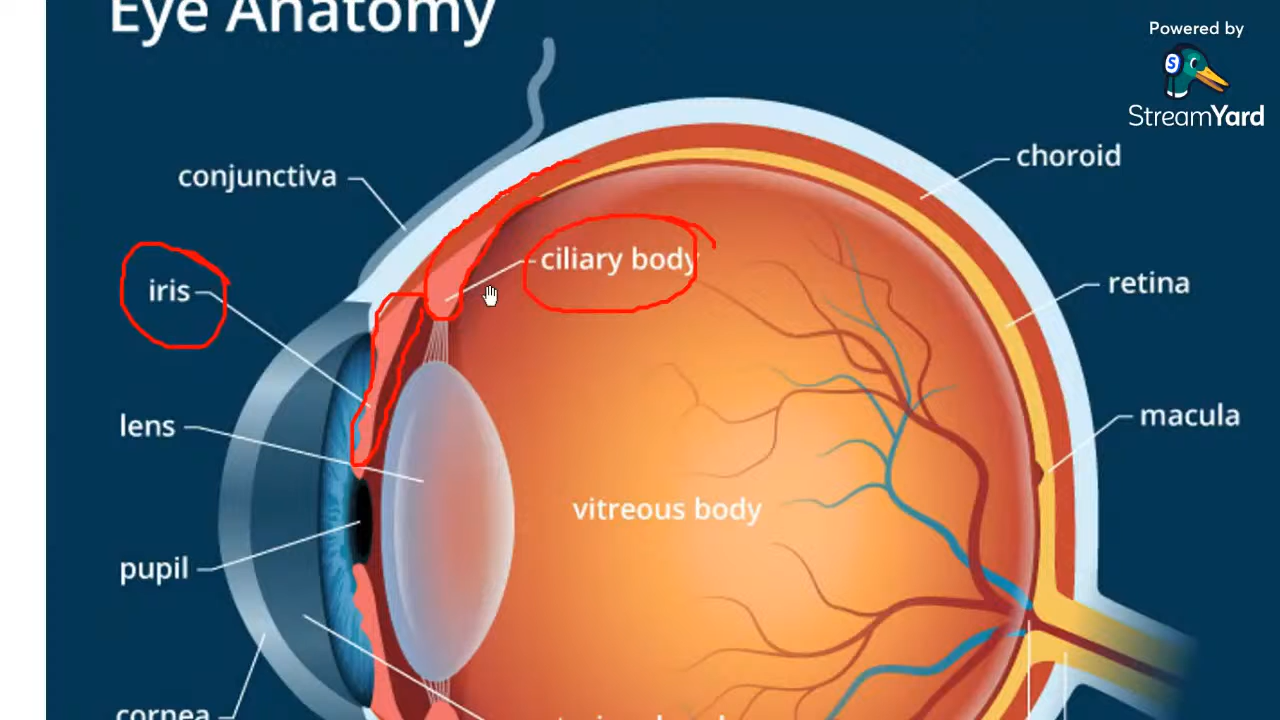 Eye Anatomy
Powered by
S
StreamYard
choroid
conjunctiva
ciliary body
iris
retina
macula
lens
vitreous body
pupil
cornea